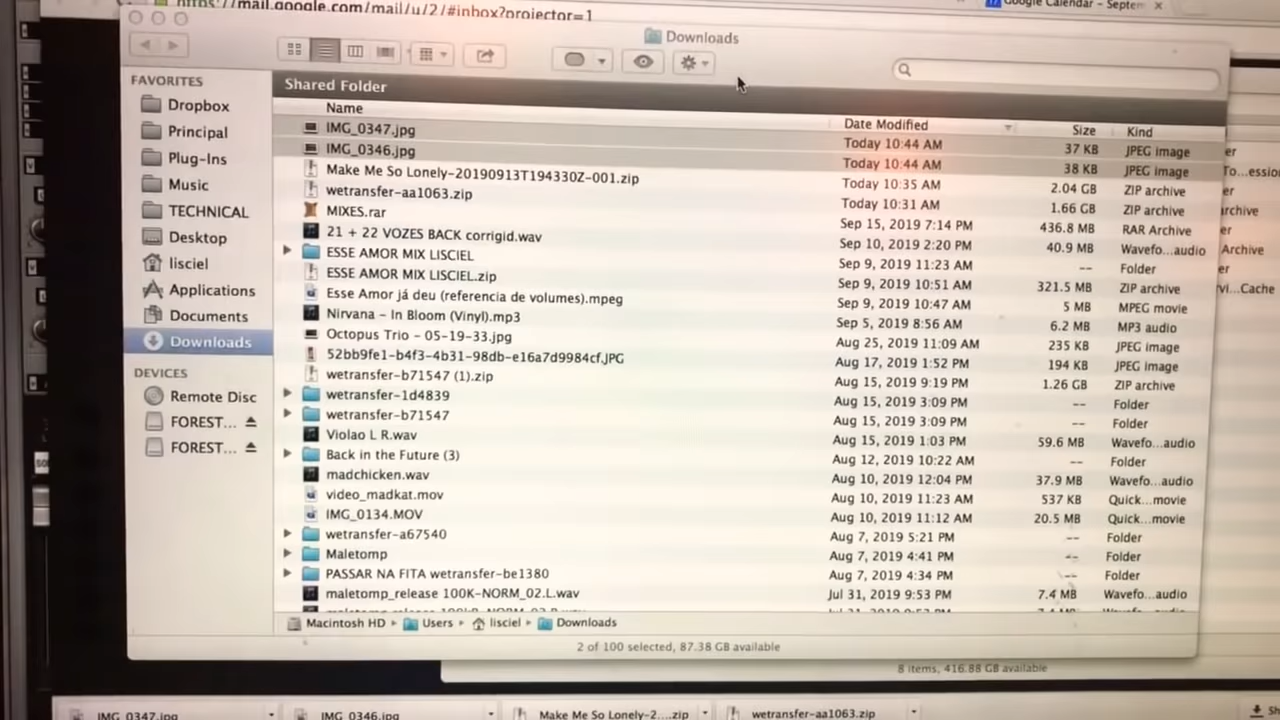 https://mail.google.com/mail/u/2/#inbox?projector=1
Google Calendar – Septem
Downloads
FAVORITES
Dropbox
Principal
Plug-Ins
Music
TECHNICAL
Desktop
lisciel
Applications
Documents
Downloads
DEVICES
Remote Disc
FOREST...
FOREST...
Shared Folder
Name Date Modified Size Kind
IMG_0347.jpg Today 10:44 AM 37 KB JPEG image
IMG_0346.jpg Today 10:44 AM 38 KB JPEG image
Make Me So Lonely-20190913T194330Z-001.zip Today 10:35 AM 2.04 GB ZIP archive
wetransfer-aa1063.zip Today 10:31 AM 1.66 GB ZIP archive
MIXES.rar Sep 15, 2019 7:14 PM 436.8 MB RAR Archive
21 + 22 VOZES BACK corrigid.wav Sep 10, 2019 2:20 PM 40.9 MB Wavefo...audio
ESSE AMOR MIX LISCIEL Sep 9, 2019 11:23 AM -- Folder
ESSE AMOR MIX LISCIEL.zip Sep 9, 2019 10:51 AM 321.5 MB ZIP archive
Esse Amor já deu (referencia de volumes).mpeg Sep 9, 2019 10:47 AM 5 MB MPEG movie
Nirvana – In Bloom (Vinyl).mp3 Sep 5, 2019 8:56 AM 6.2 MB MP3 audio
Octopus Trio - 05-19-33.jpg Aug 25, 2019 11:09 AM 235 KB JPEG image
52bb9fe1-b4f3-4b31-98db-e16a7d9984cf.JPG Aug 17, 2019 1:52 PM 194 KB JPEG image
wetransfer-b71547 (1).zip Aug 15, 2019 9:19 PM 1.26 GB ZIP archive
wetransfer-1d4839 Aug 15, 2019 3:09 PM -- Folder
wetransfer-b71547 Aug 15, 2019 3:09 PM -- Folder
Violao L R.wav Aug 15, 2019 1:03 PM 59.6 MB Wavefo...audio
Back in the Future (3) Aug 12, 2019 10:22 AM -- Folder
madchicken.wav Aug 10, 2019 12:04 PM 37.9 MB Wavefo...audio
video_madkat.mov Aug 10, 2019 11:23 AM 537 KB Quick...movie
IMG_0134.MOV Aug 10, 2019 11:12 AM 20.5 MB Quick...movie
wetransfer-a67540 Aug 7, 2019 5:21 PM -- Folder
Maletomp Aug 7, 2019 4:41 PM -- Folder
PASSAR NA FITA wetransfer-be1380 Aug 7, 2019 4:34 PM -- Folder
maletomp_release 100K-NORM_02.L.wav Jul 31, 2019 9:53 PM 7.4 MB Wavefo...audio
Macintosh HD Users lisciel Downloads
2 of 100 selected, 87.38 GB available
er
To...ession
er
rchive
er
Archive
er
rvi...Cache
8 items, 416.88 GB available
IMG_0347.jpg
IMG_0346.jpg
Make Me So Lonely-2....zip
wetransfer-aa1063.zip